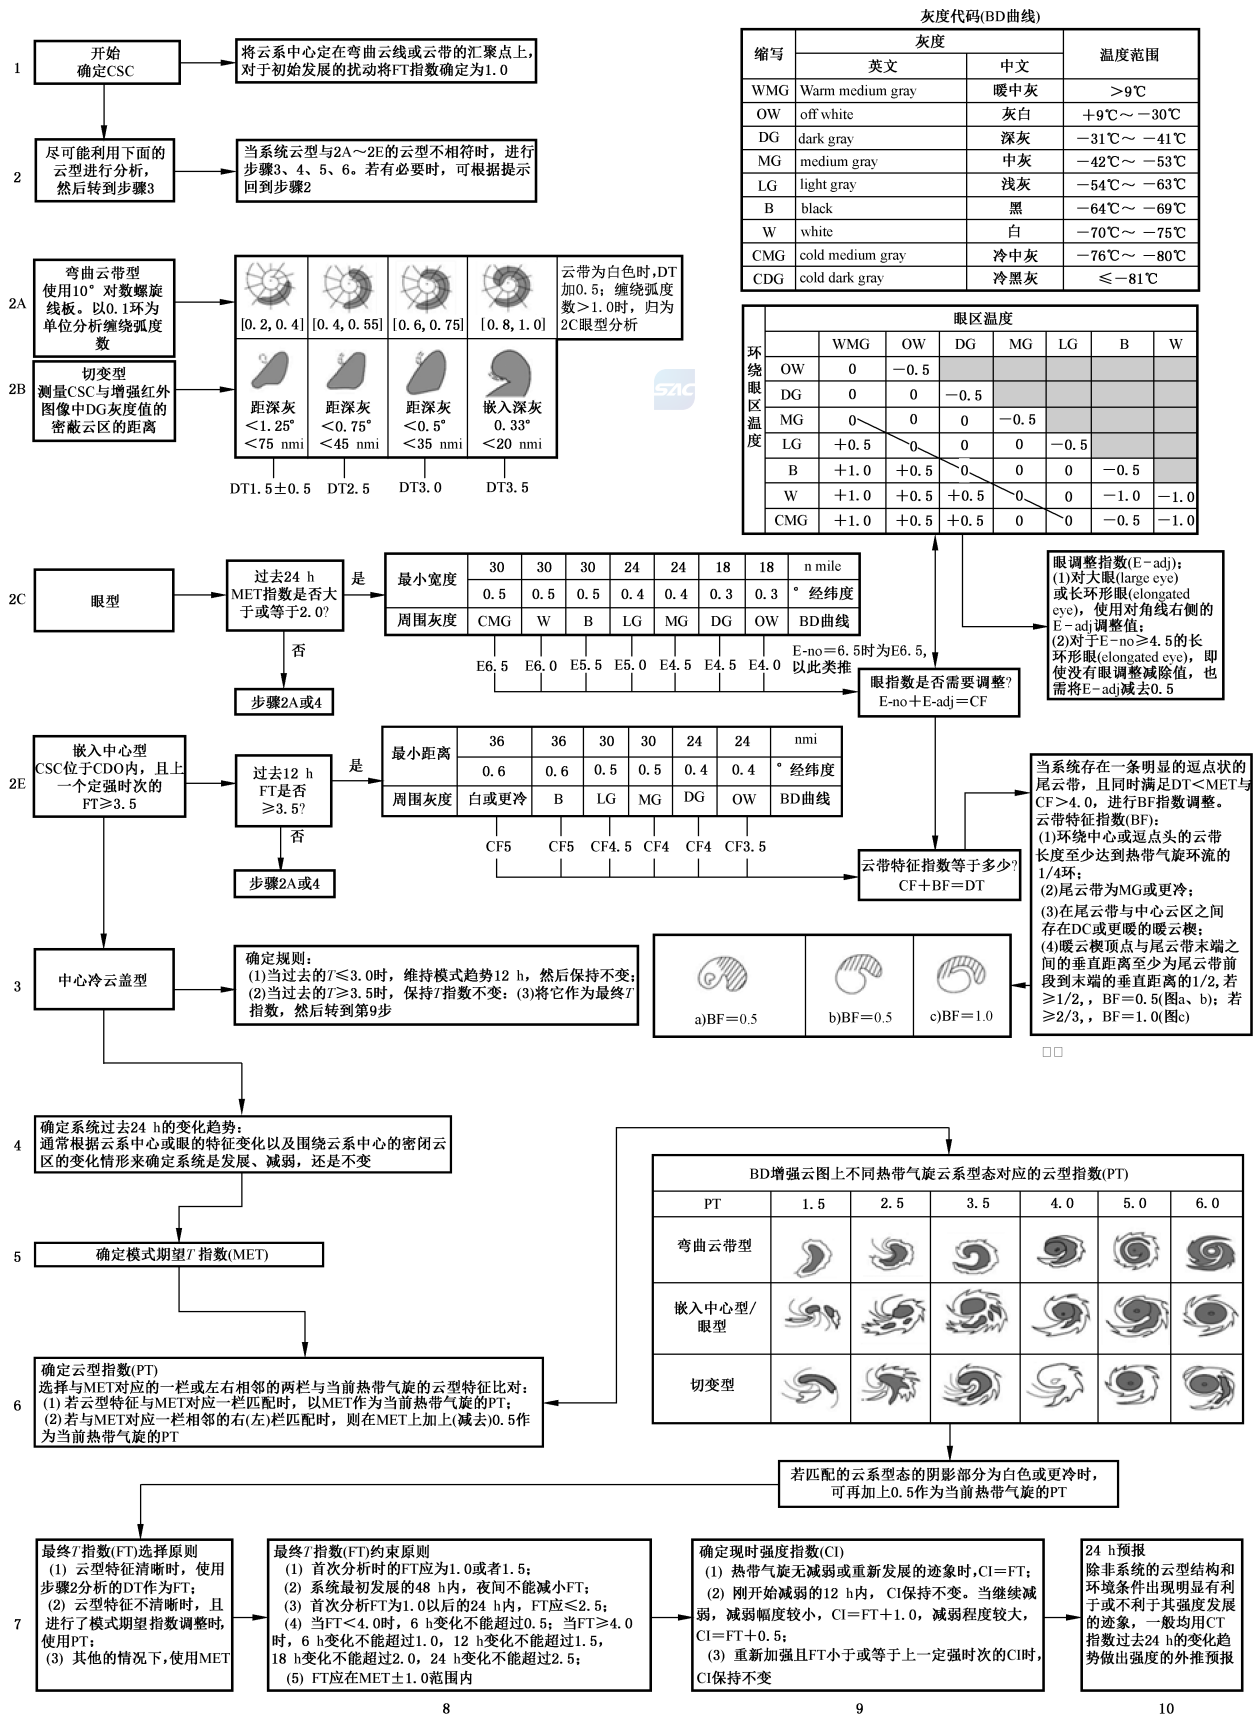 灰度代码(BD曲线)
缩写 灰度 温度范围
英文 中文
WMG Warm medium gray 暖中灰 >9℃
OW off white 灰白 +9℃~-30℃
DG dark gray 深灰 -31℃~-41℃
MG medium gray 中灰 -42℃~-53℃
LG light gray 浅灰 -54℃~-63℃
B black 黑 -64℃~-69℃
W white 白 -70℃~-75℃
CMG cold medium gray 冷中灰 -76℃~-80℃
CDG cold dark gray 冷黑灰 ≤-81℃
1
开始
确定CSC
将云系中心定在弯曲云线或云带的汇聚点上,
对于初始发展的扰动将FT指数确定为1.0
2
尽可能利用下面的
云型进行分析,
然后转到步骤3
当系统云型与2A~2E的云型不相符时，进行
步骤3、4、5、6。若有必要时，可根据提示
回到步骤2
2A
弯曲云带型
使用10°对数螺旋
线板。以0.1环为
单位分析缠绕弧度
数
[0.2,0.4] [0.4,0.55] [0.6,0.75] [0.8,1.0]
云带为白色时,DT
加0.5；缠绕弧度
数>1.0时，归为
2C眼型分析
2B
切变型
测量CSC与增强红外
图像中DG灰度值的
密蔽云区的距离
距深灰 距深灰 距深灰 嵌入深灰
<1.25° <0.75° <0.5° 0.33°
<75 nmi <45 nmi <35 nmi <20 nmi
DT1.5±0.5 DT2.5 DT3.0 DT3.5
SAC
环绕眼区温度
眼区温度
WMG OW DG MG LG B W
OW 0 -0.5
DG 0 0 -0.5
MG 0 0 0 -0.5
LG +0.5 0 0 0 -0.5
B +1.0 +0.5 0 0 0 -0.5
W +1.0 +0.5 +0.5 0 0 -1.0 -1.0
CMG +1.0 +0.5 +0.5 0 0 -0.5 -1.0
2C
眼型
过去24 h
MET指数是否大
于或等于2.0?
是
否
步骤2A或4
最小宽度 30 30 30 24 24 18 18 n mile
0.5 0.5 0.5 0.4 0.4 0.3 0.3 °经纬度
周围灰度 CMG W B LG MG DG OW BD曲线
E6.5 E6.0 E5.5 E5.0 E4.5 E4.5 E4.0
E-no=6.5时为E6.5,
以此类推
眼指数是否需要调整?
E-no+E-adj=CF
眼调整指数(E-adj);
(1)对大眼(large eye)
或长环形眼(elongated
eye)，使用对角线右侧的
E-adj调整值；
(2)对于E-no≥4.5的长
环形眼(elongated eye)，即
使没有眼调整减除值，也
需将E-adj减去0.5
2E
嵌入中心型
CSC位于CDO内，且上
一个定强时次的
FT≥3.5
过去12 h
FT是否
≥3.5?
是
否
步骤2A或4
最小距离 36 36 30 30 24 24 nmi
0.6 0.6 0.5 0.5 0.4 0.4 °经纬度
周围灰度 白或更冷 B LG MG DG OW BD曲线
CF5 CF5 CF4.5 CF4 CF4 CF3.5
云带特征指数等于多少?
CF+BF=DT
当系统存在一条明显的逗点状的
尾云带，且同时满足DT<MET与
CF>4.0，进行BF指数调整。
云带特征指数(BF)：
(1)环绕中心或逗点头的云带
长度至少达到热带气旋环流的
1/4环；
(2)尾云带为MG或更冷；
(3)在尾云带与中心云区之间
存在DC或更暖的暖云楔；
(4)暖云楔顶点与尾云带末端之
间的垂直距离至少为尾云带前
段到末端的垂直距离的1/2,若
≥1/2,，BF=0.5(图a、b)；若
≥2/3,，BF=1.0(图c)
□□
3
中心冷云盖型
确定规则：
(1)当过去的T≤3.0时，维持模式趋势12 h，然后保持不变；
(2)当过去的T≥3.5时，保持T指数不变：(3)将它作为最终T
指数，然后转到第9步
a)BF=0.5 b)BF=0.5 c)BF=1.0
4
确定系统过去24 h的变化趋势：
通常根据云系中心或眼的特征变化以及围绕云系中心的密闭云
区的变化情形来确定系统是发展、减弱，还是不变
5
确定模式期望T 指数(MET)
6
确定云型指数(PT)
选择与MET对应的一栏或左右相邻的两栏与当前热带气旋的云型特征比对：
(1)若云型特征与MET对应一栏匹配时，以MET作为当前热带气旋的PT；
(2)若与MET对应一栏相邻的右(左)栏匹配时，则在MET上加上(减去)0.5作
为当前热带气旋的PT
BD增强云图上不同热带气旋云系型态对应的云型指数(PT)
PT 1.5 2.5 3.5 4.0 5.0 6.0
弯曲云带型
嵌入中心型/
眼型
切变型
若匹配的云系型态的阴影部分为白色或更冷时，
可再加上0.5作为当前热带气旋的PT
7
最终T指数(FT)选择原则
(1) 云型特征清晰时，使用
步骤2分析的DT作为FT；
(2) 云型特征不清晰时，且
进行了模式期望指数调整时,
使用PT；
(3) 其他的情况下,使用MET
最终T指数(FT)约束原则
(1) 首次分析时的FT应为1.0或者1.5；
(2) 系统最初发展的48 h内，夜间不能减小FT；
(3) 首次分析FT为1.0以后的24 h内，FT应≤2.5；
(4) 当FT<4.0时，6 h变化不能超过0.5；当FT≥4.0
时，6 h变化不能超过1.0，12 h变化不能超过1.5，
18 h变化不能超过2.0，24 h变化不能超过2.5；
(5) FT应在MET±1.0范围内
8
确定现时强度指数(CI)
(1) 热带气旋无减弱或重新发展的迹象时,CI=FT；
(2) 刚开始减弱的12 h内，CI保持不变。当继续减
弱，减弱幅度较小，CI=FT+1.0，减弱程度较大，
CI=FT+0.5；
(3) 重新加强且FT小于或等于上一定强时次的CI时,
CI保持不变
9
24 h预报
除非系统的云型结构和
环境条件出现明显有利
于或不利于其强度发展
的迹象，一般均用CT
指数过去24 h的变化趋
势做出强度的外推预报
10